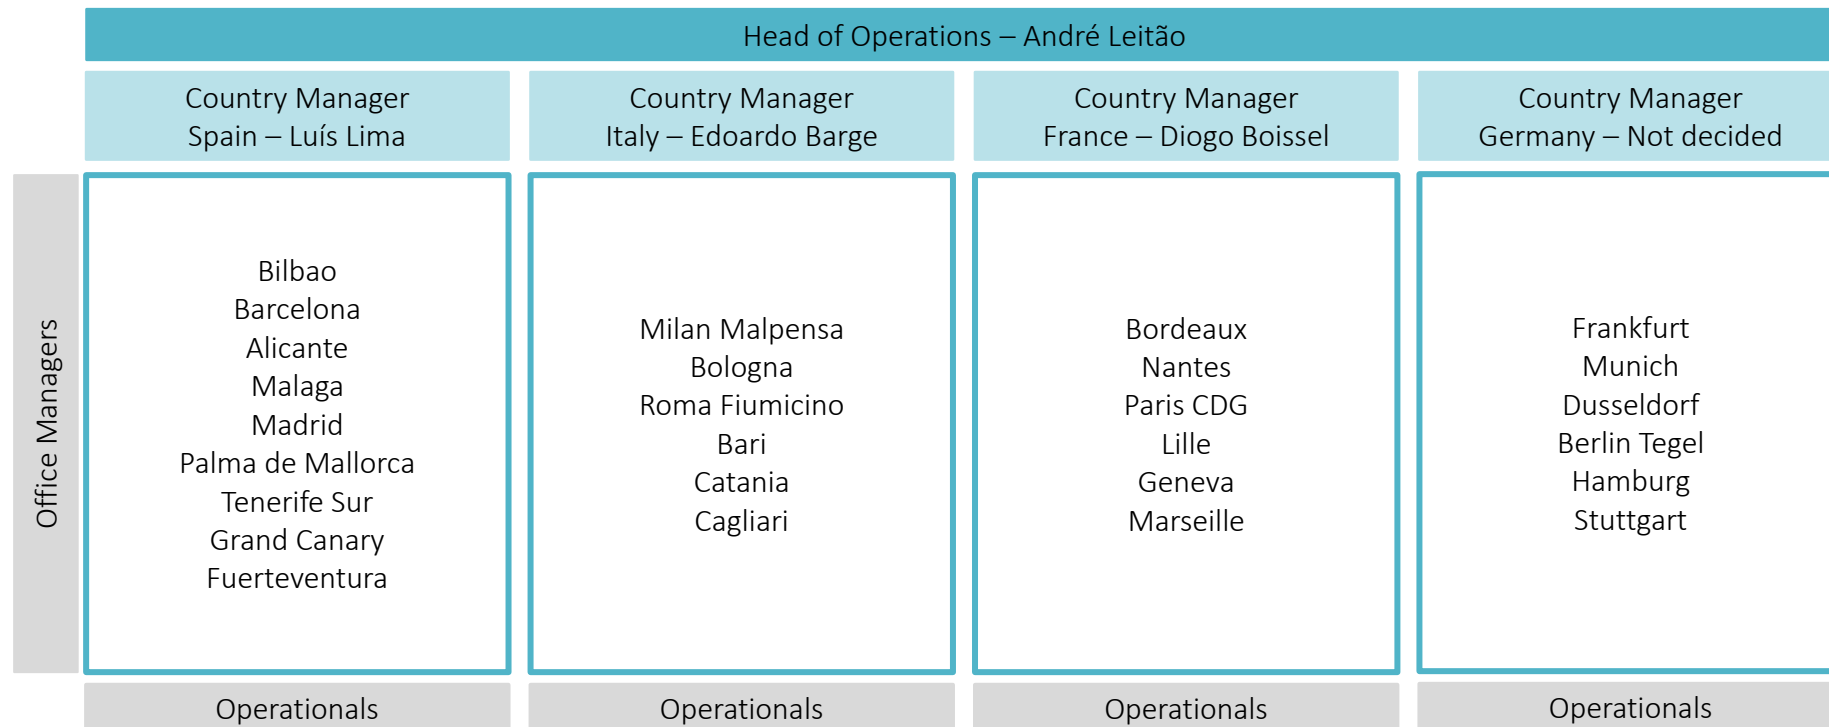 Head of Operations – André Leitão
Country Manager
Spain – Luís Lima
Country Manager
Italy – Edoardo Barge
Country Manager
France – Diogo Boissel
Country Manager
Germany – Not decided
Office Managers
Bilbao
Barcelona
Alicante
Malaga
Madrid
Palma de Mallorca
Tenerife Sur
Grand Canary
Fuerteventura
Milan Malpensa
Bologna
Roma Fiumicino
Bari
Catania
Cagliari
Bordeaux
Nantes
Paris CDG
Lille
Geneva
Marseille
Frankfurt
Munich
Dusseldorf
Berlin Tegel
Hamburg
Stuttgart
Operationals
Operationals
Operationals
Operationals